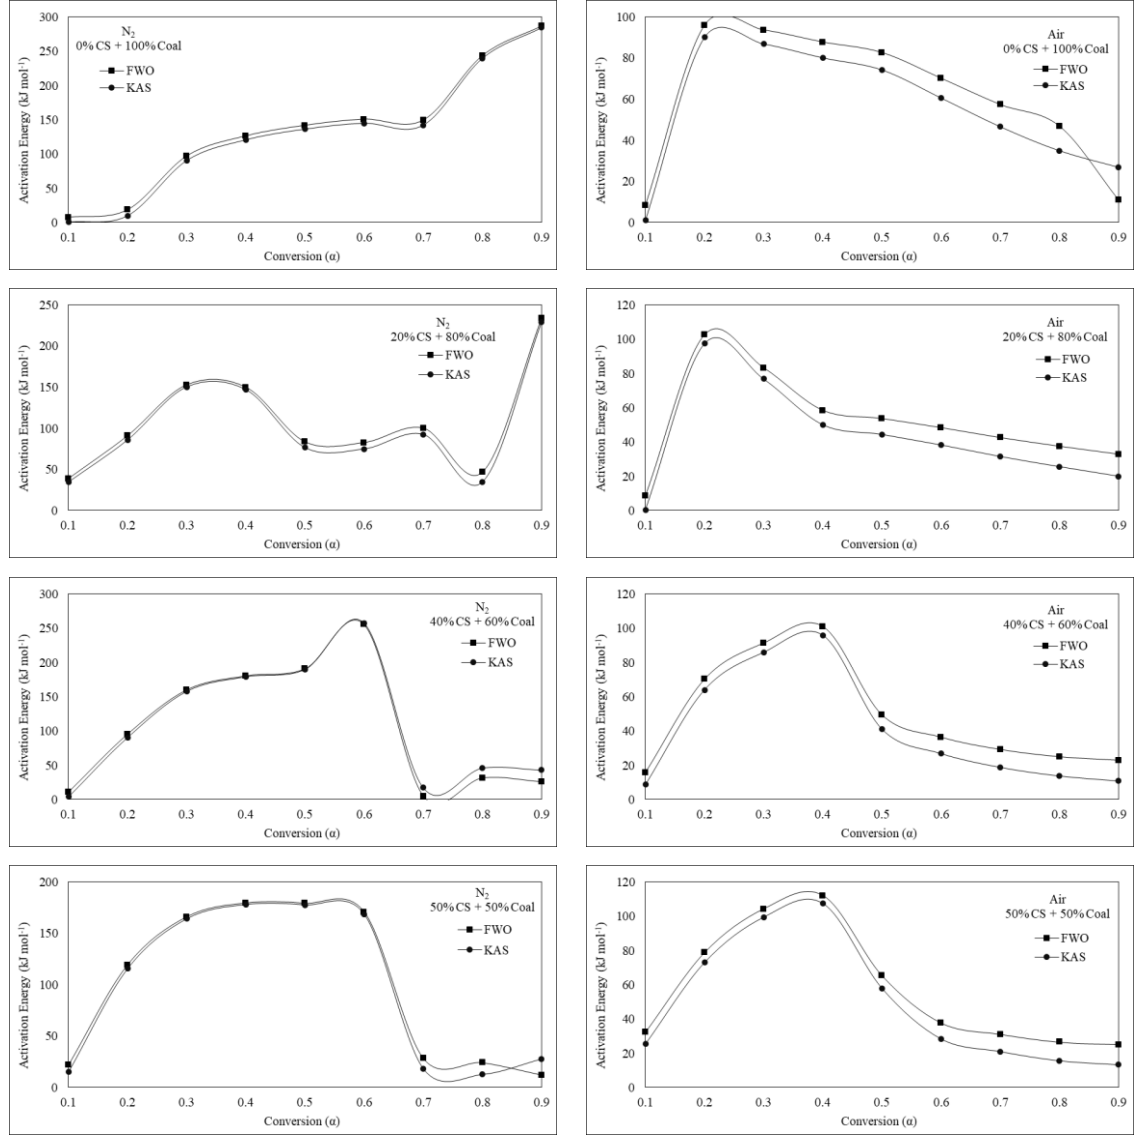 N2
0% CS + 100% Coal
FWO
KAS
Activation Energy (kJ mol-1)
300
250
200
150
100
50
0
0.1 0.2 0.3 0.4 0.5 0.6 0.7 0.8 0.9
Conversion (α)
Air
0% CS + 100% Coal
FWO
KAS
Activation Energy (kJ mol-1)
100
80
60
40
20
0
0.1 0.2 0.3 0.4 0.5 0.6 0.7 0.8 0.9
Conversion (α)
N2
20% CS + 80% Coal
FWO
KAS
Activation Energy (kJ mol-1)
250
200
150
100
50
0
0.1 0.2 0.3 0.4 0.5 0.6 0.7 0.8 0.9
Conversion (α)
Air
20% CS + 80% Coal
FWO
KAS
Activation Energy (kJ mol-1)
120
100
80
60
40
20
0
0.1 0.2 0.3 0.4 0.5 0.6 0.7 0.8 0.9
Conversion (α)
N2
40% CS + 60% Coal
FWO
KAS
Activation Energy (kJ mol-1)
300
250
200
150
100
50
0
0.1 0.2 0.3 0.4 0.5 0.6 0.7 0.8 0.9
Conversion (α)
Air
40% CS + 60% Coal
FWO
KAS
Activation Energy (kJ mol-1)
120
100
80
60
40
20
0
0.1 0.2 0.3 0.4 0.5 0.6 0.7 0.8 0.9
Conversion (α)
N2
50% CS + 50% Coal
FWO
KAS
Activation Energy (kJ mol-1)
200
150
100
50
0
0.1 0.2 0.3 0.4 0.5 0.6 0.7 0.8 0.9
Conversion (α)
Air
50% CS + 50% Coal
FWO
KAS
Activation Energy (kJ mol-1)
120
100
80
60
40
20
0
0.1 0.2 0.3 0.4 0.5 0.6 0.7 0.8 0.9
Conversion (α)